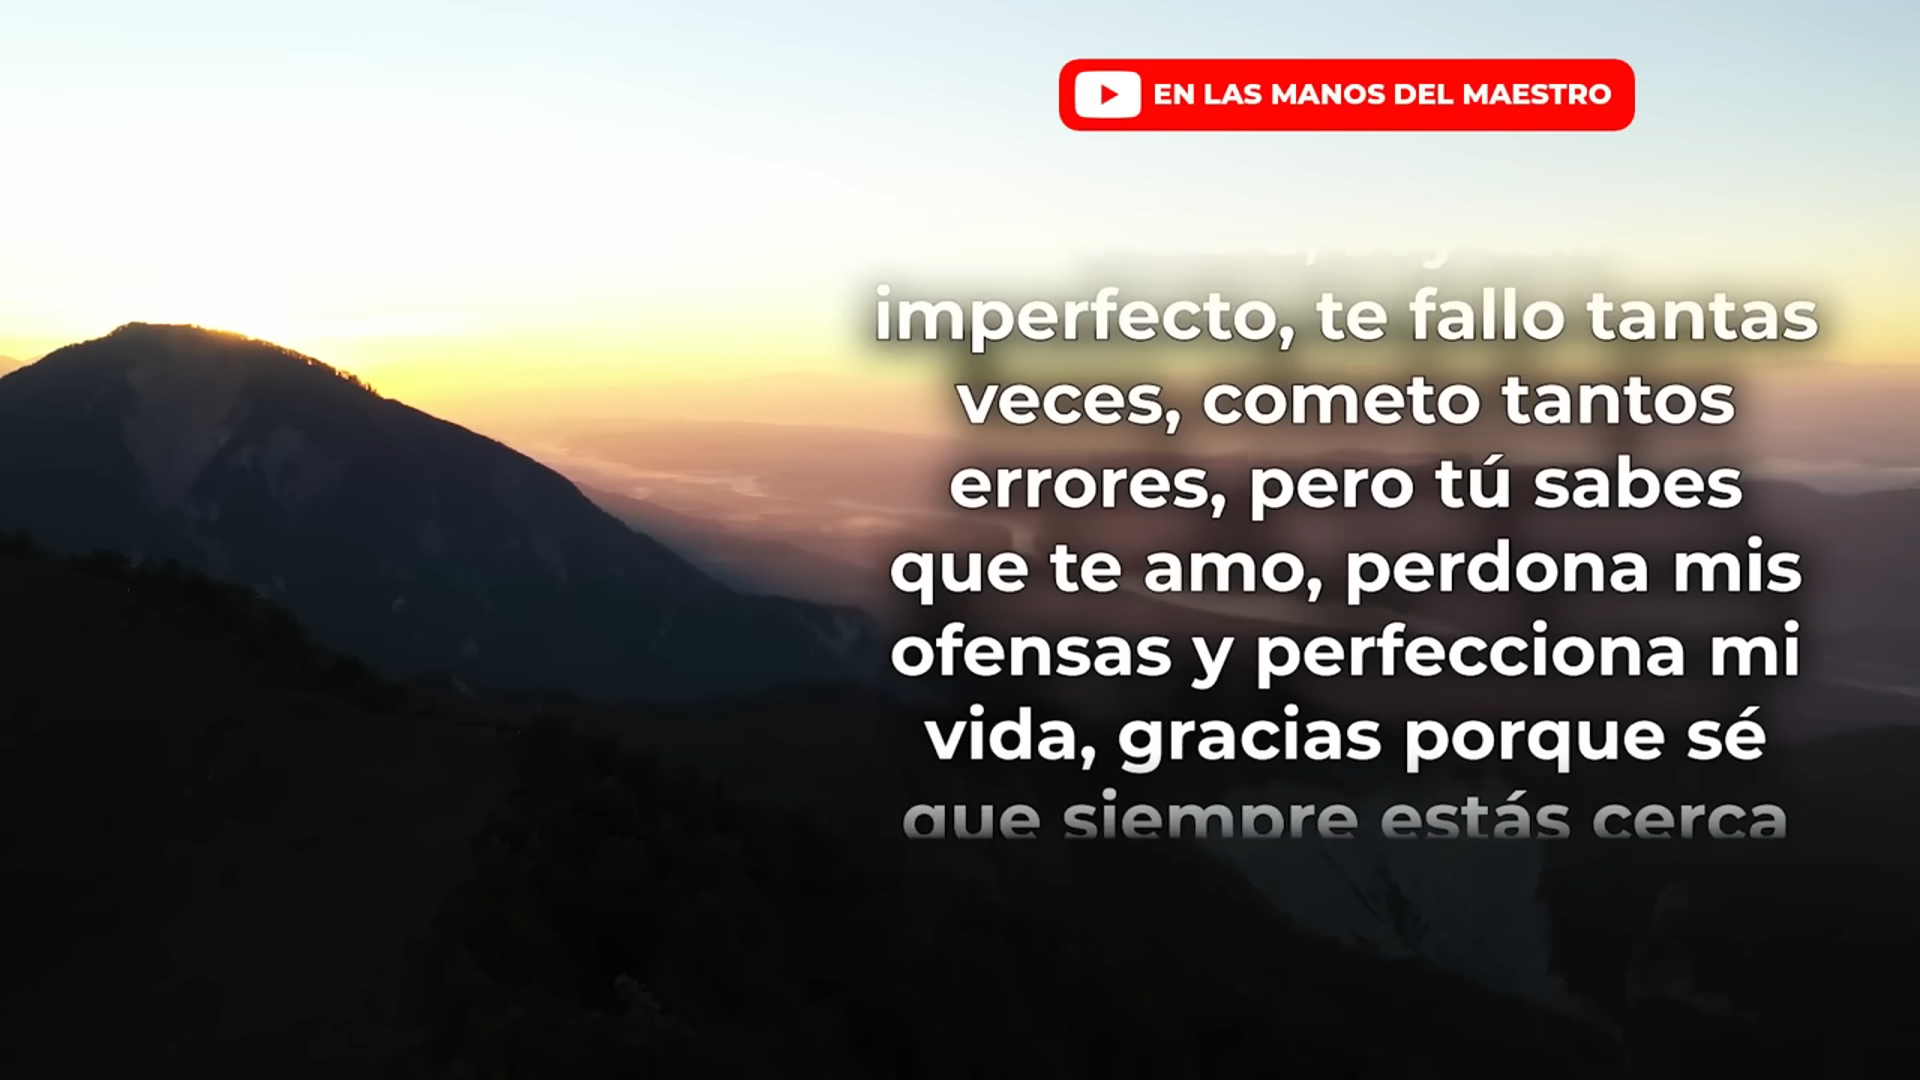 EN LAS MANOS DEL MAESTRO
imperfecto, te fallo tantas
veces, cometo tantos
errores, pero tú sabes
que te amo, perdona mis
ofensas y perfecciona mi
vida, gracias porque sé
que siempre estás cerca